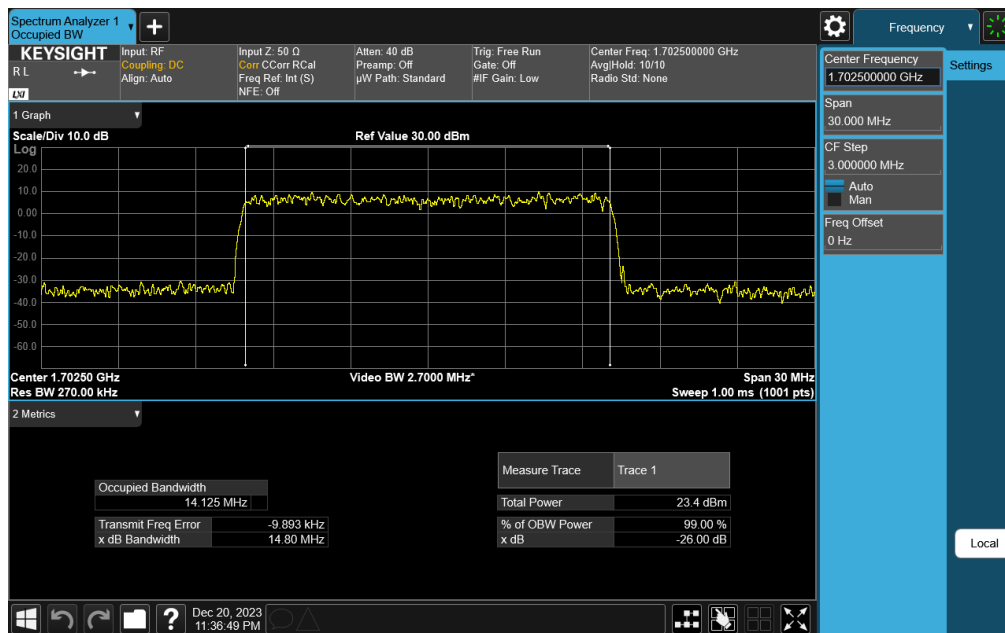 Spectrum Analyzer 1
Occupied BW
Frequency
KEYSIGHT
R L
LXI
Input: RF
Coupling: DC
Align: Auto
Input Z: 50 Ω
Corr CCorr RCal
Freq Ref: Int (S)
NFE: Off
Atten: 40 dB
Preamp: Off
µW Path: Standard
Trig: Free Run
Gate: Off
#IF Gain: Low
Center Freq: 1.702500000 GHz
Avg|Hold: 10/10
Radio Std: None
Center Frequency
1.702500000 GHz
Settings
Span
30.000 MHz
CF Step
3.000000 MHz
Auto
Man
Freq Offset
0 Hz
1 Graph
Scale/Div 10.0 dB
Ref Value 30.00 dBm
Log
20.0
10.0
0.00
-10.0
-20.0
-30.0
-40.0
-50.0
-60.0
Center 1.70250 GHz
Video BW 2.7000 MHz*
Span 30 MHz
Res BW 270.00 kHz
Sweep 1.00 ms (1001 pts)
2 Metrics
Measure Trace Trace 1
Occupied Bandwidth
14.125 MHz
Total Power 23.4 dBm
Transmit Freq Error -9.893 kHz
% of OBW Power 99.00 %
x dB Bandwidth 14.80 MHz
x dB -26.00 dB
Local
?
Dec 20, 2023
11:36:49 PM